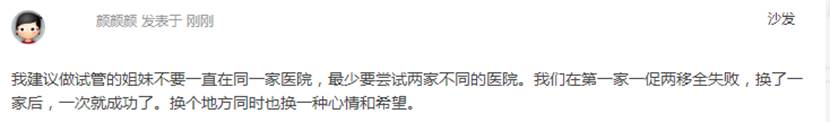 颜颜颜 发表于 刚刚
沙发
我建议做试管的姐妹不要一直在同一家医院，最少要尝试两家不同的医院。我们在第一家一促两移全失败，换了一
家后，一次就成功了。换个地方同时也换一种心情和希望。